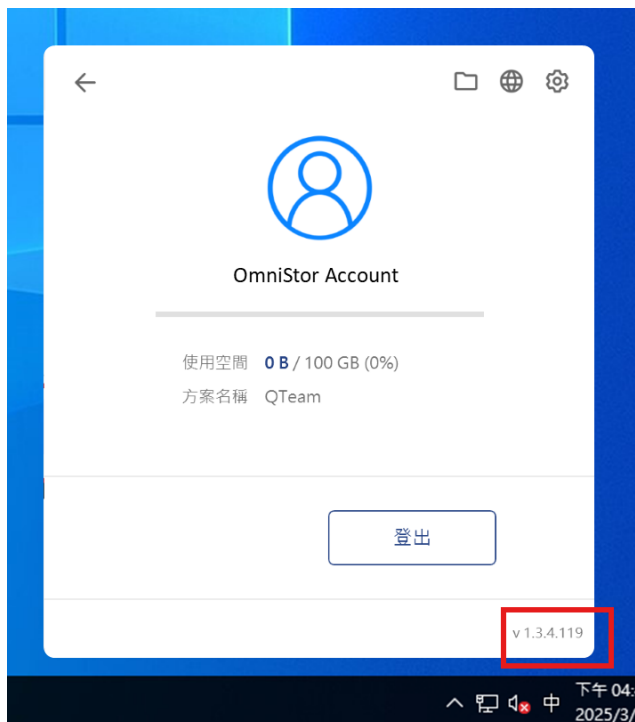 OmniStor Account
使用空間 0 B / 100 GB (0%)
方案名稱 QTeam
登出
v 1.3.4.119
中
下午 04:
2025/3/